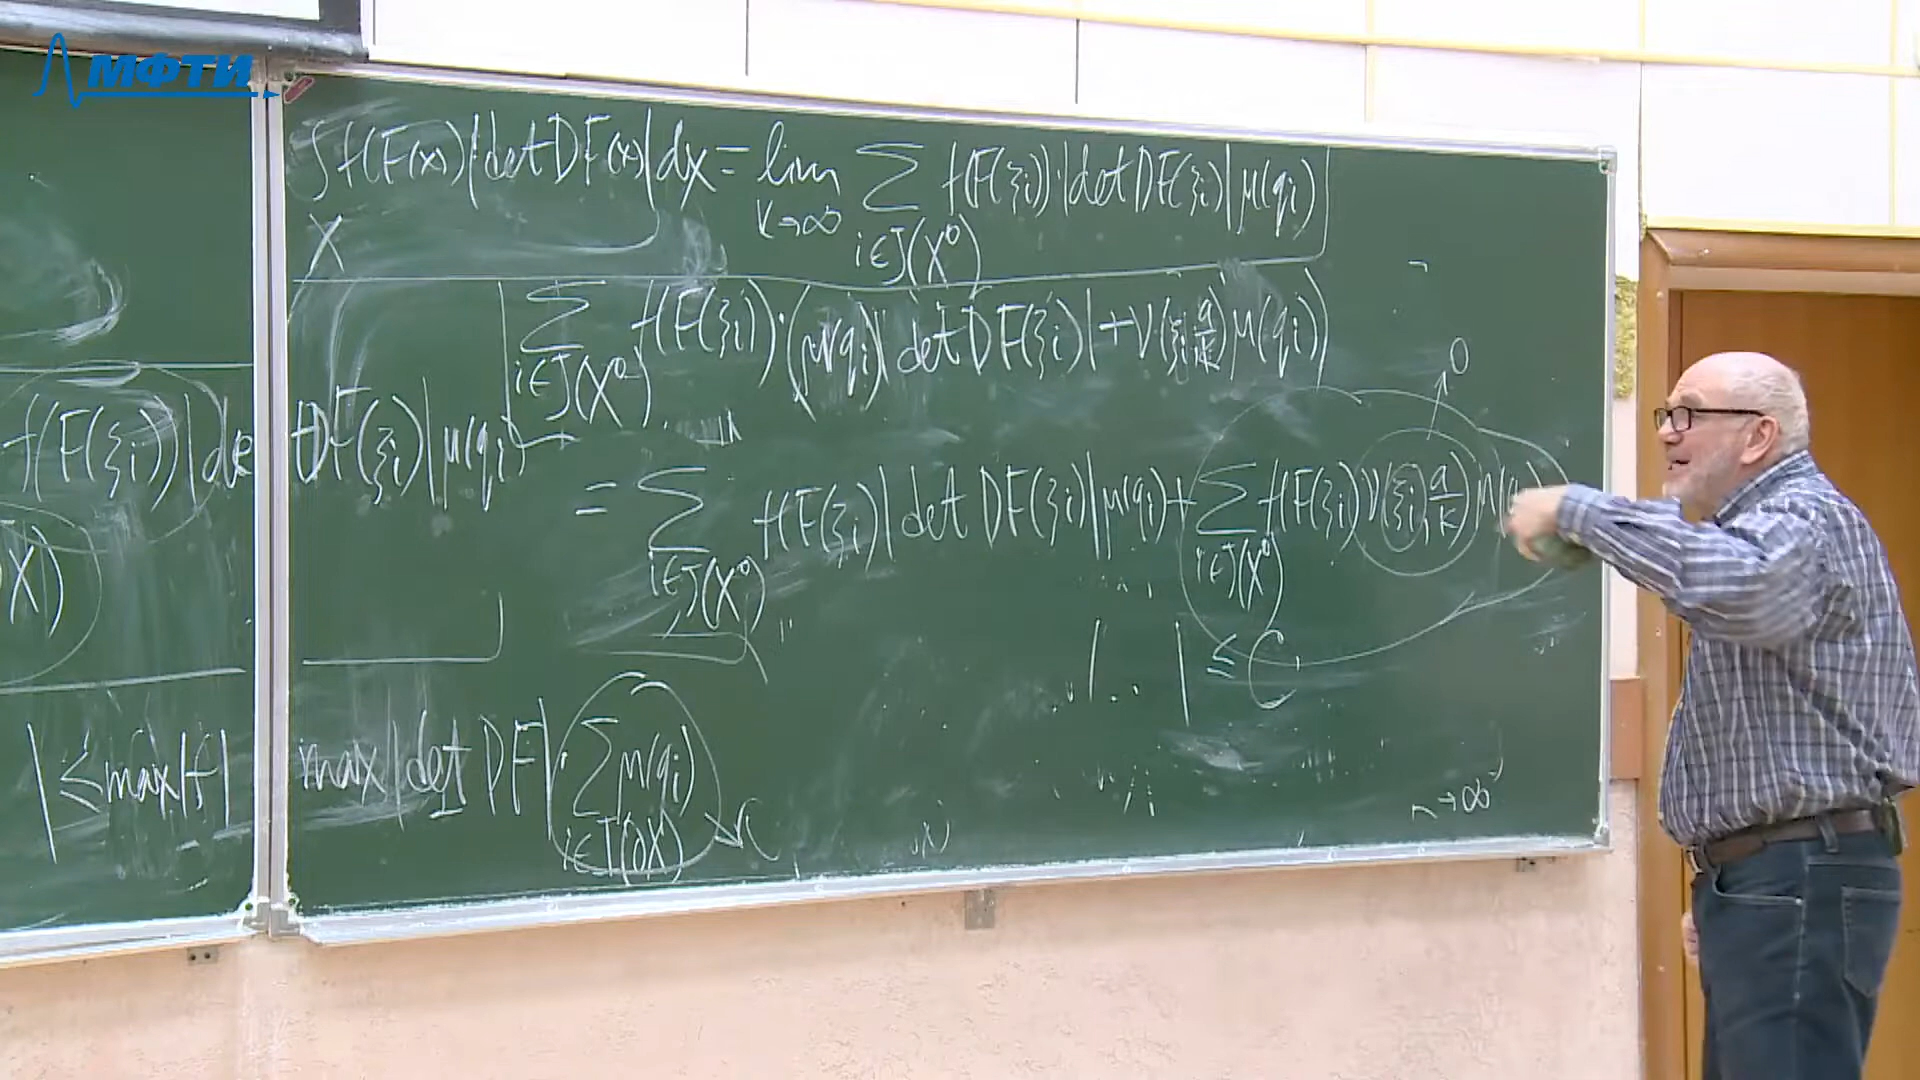 МФТИ
∫ f(F(x)) |det DF(x)| dx = lim Σ f(F(ξi))·|det DF(ξi)| μ(qi)
X k→∞ i∈J(X⁰)
Σ f(F(ξi))·(μ(qi)|det DF(ξi)| + ν(ξi, a/k) μ(qi))
i∈J(X⁰)
0
f(F(ξi)) |det DF(ξi)| μ(qi)
= Σ f(F(ξi)) |det DF(ξi)| μ(qi) + Σ f(F(ξi)) ν(ξi, a/k) μ(
i∈J(X⁰) i∈J(X⁰)
X)
| ... | ≤ C
| ≤ max|f| max|det DF| · Σ μ(qi)
i∈J(∂X)
n→∞